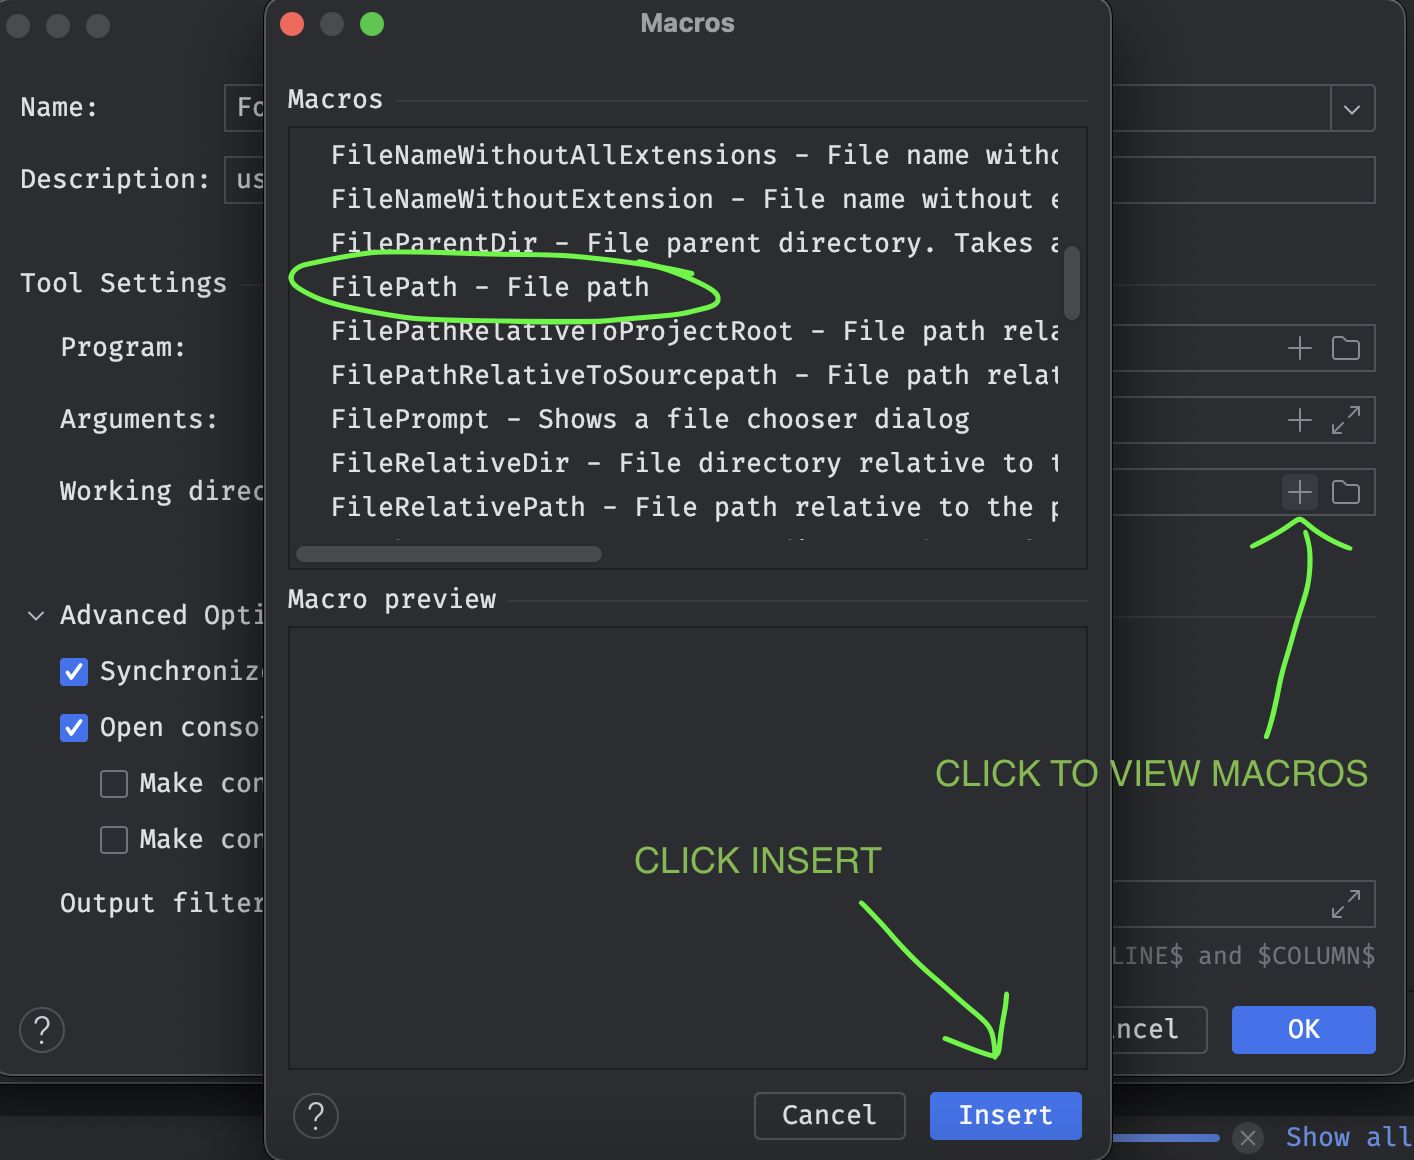 Macros
Name:
Fo
Macros
FileNameWithoutAllExtensions - File name witho
Description:
us
FileNameWithoutExtension - File name without e
FileParentDir - File parent directory. Takes a
Tool Settings
FilePath - File path
FilePathRelativeToProjectRoot - File path rela
Program:
FilePathRelativeToSourcepath - File path relat
Arguments:
FilePrompt - Shows a file chooser dialog
FileRelativeDir - File directory relative to t
Working direc
FileRelativePath - File path relative to the p
Macro preview
Advanced Opti
Synchronize
Open consol
CLICK TO VIEW MACROS
Make con
Make con
CLICK INSERT
Output filter
LINE$ and $COLUMN$
?
ncel
OK
?
Cancel
Insert
Show all